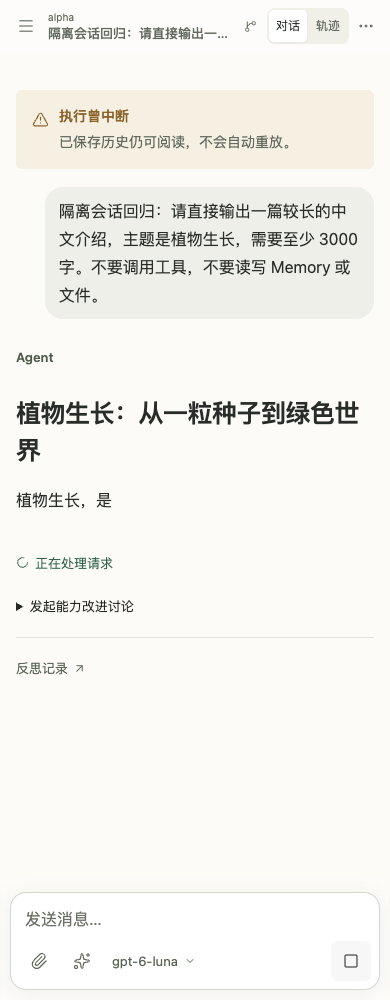 alpha
隔离会话回归：请直接输出一...
对话
轨迹
执行曾中断
已保存历史仍可阅读，不会自动重放。
隔离会话回归：请直接输出一篇较长的中
文介绍，主题是植物生长，需要至少 3000
字。不要调用工具，不要读写 Memory 或
文件。
Agent
植物生长：从一粒种子到绿色世
界
植物生长，是
正在处理请求
发起能力改进讨论
反思记录
发送消息...
gpt-6-luna